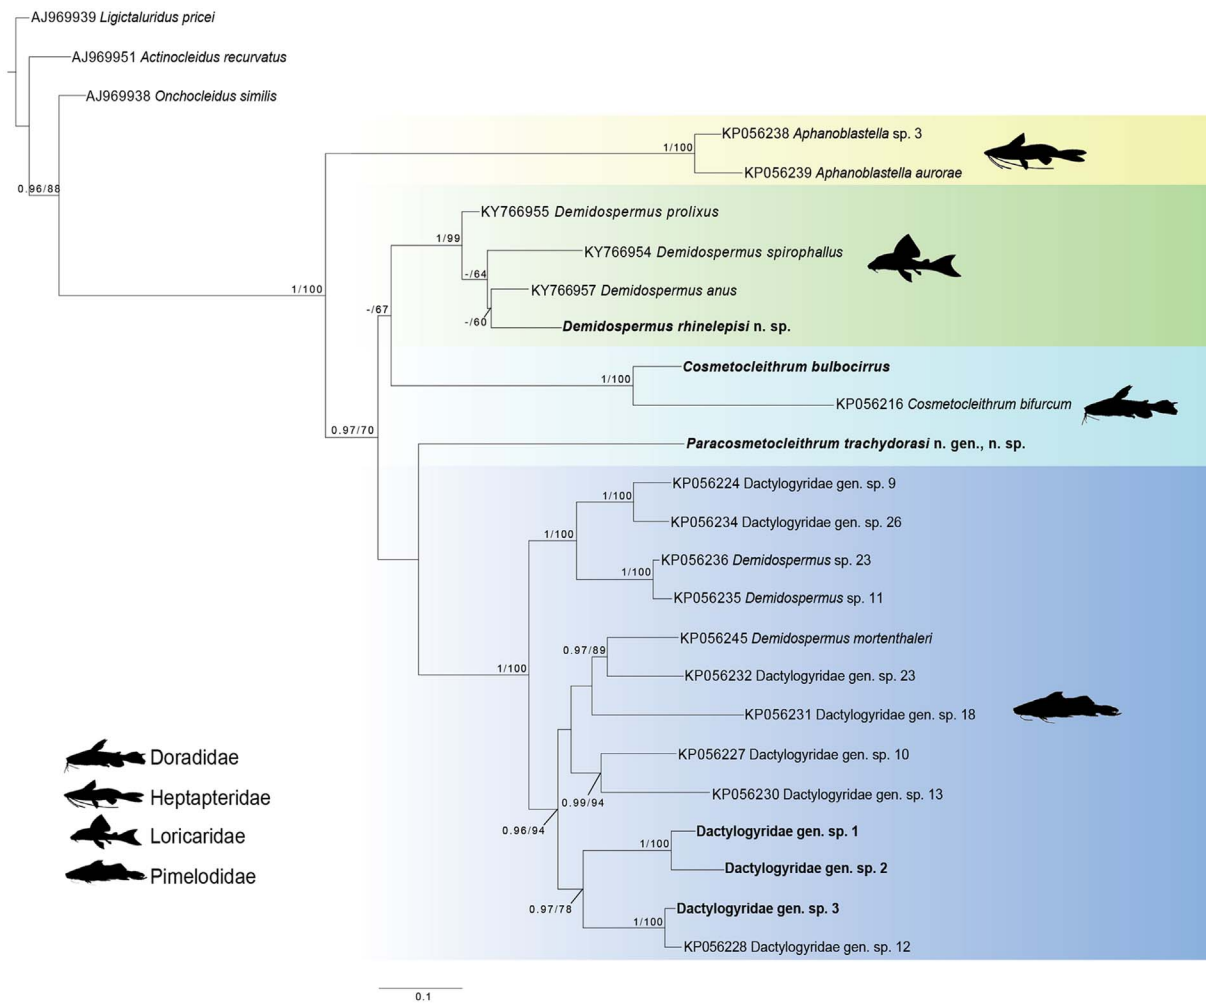 AJ969939 Ligictaluridus pricei
AJ969951 Actinocleidus recurvatus
AJ969938 Onchocleidus similis
KP056238 Aphanoblastella sp. 3
1/100
KP056239 Aphanoblastella aurorae
0.96/88
KY766955 Demidospermus prolixus
1/99
KY766954 Demidospermus spirophallus
-/64
1/100
KY766957 Demidospermus anus
-/67
-/60
Demidospermus rhinelepisi n. sp.
Cosmetocleithrum bulbocirrus
1/100
KP056216 Cosmetocleithrum bifurcum
0.97/70
Paracosmetocleithrum trachydorasi n. gen., n. sp.
KP056224 Dactylogyridae gen. sp. 9
1/100
KP056234 Dactylogyridae gen. sp. 26
1/100
KP056236 Demidospermus sp. 23
1/100
KP056235 Demidospermus sp. 11
KP056245 Demidospermus mortenthaleri
0.97/89
1/100
KP056232 Dactylogyridae gen. sp. 23
KP056231 Dactylogyridae gen. sp. 18
KP056227 Dactylogyridae gen. sp. 10
KP056230 Dactylogyridae gen. sp. 13
0.99/94
0.96/94
Dactylogyridae gen. sp. 1
1/100
Dactylogyridae gen. sp. 2
0.97/78
Dactylogyridae gen. sp. 3
1/100
KP056228 Dactylogyridae gen. sp. 12
Doradidae
Heptapteridae
Loricaridae
Pimelodidae
0.1